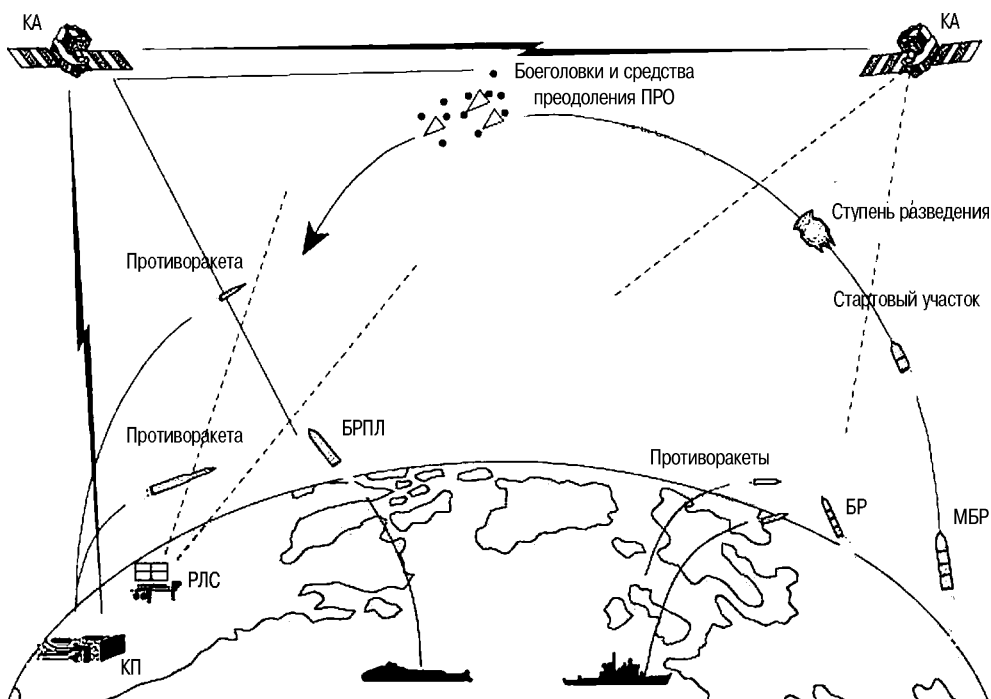 КА
КА
Боеголовки и средства
преодоления ПРО
Ступень разведения
Противоракета
Стартовый участок
БРПЛ
Противоракета
Противоракеты
БР
МБР
РЛС
КП